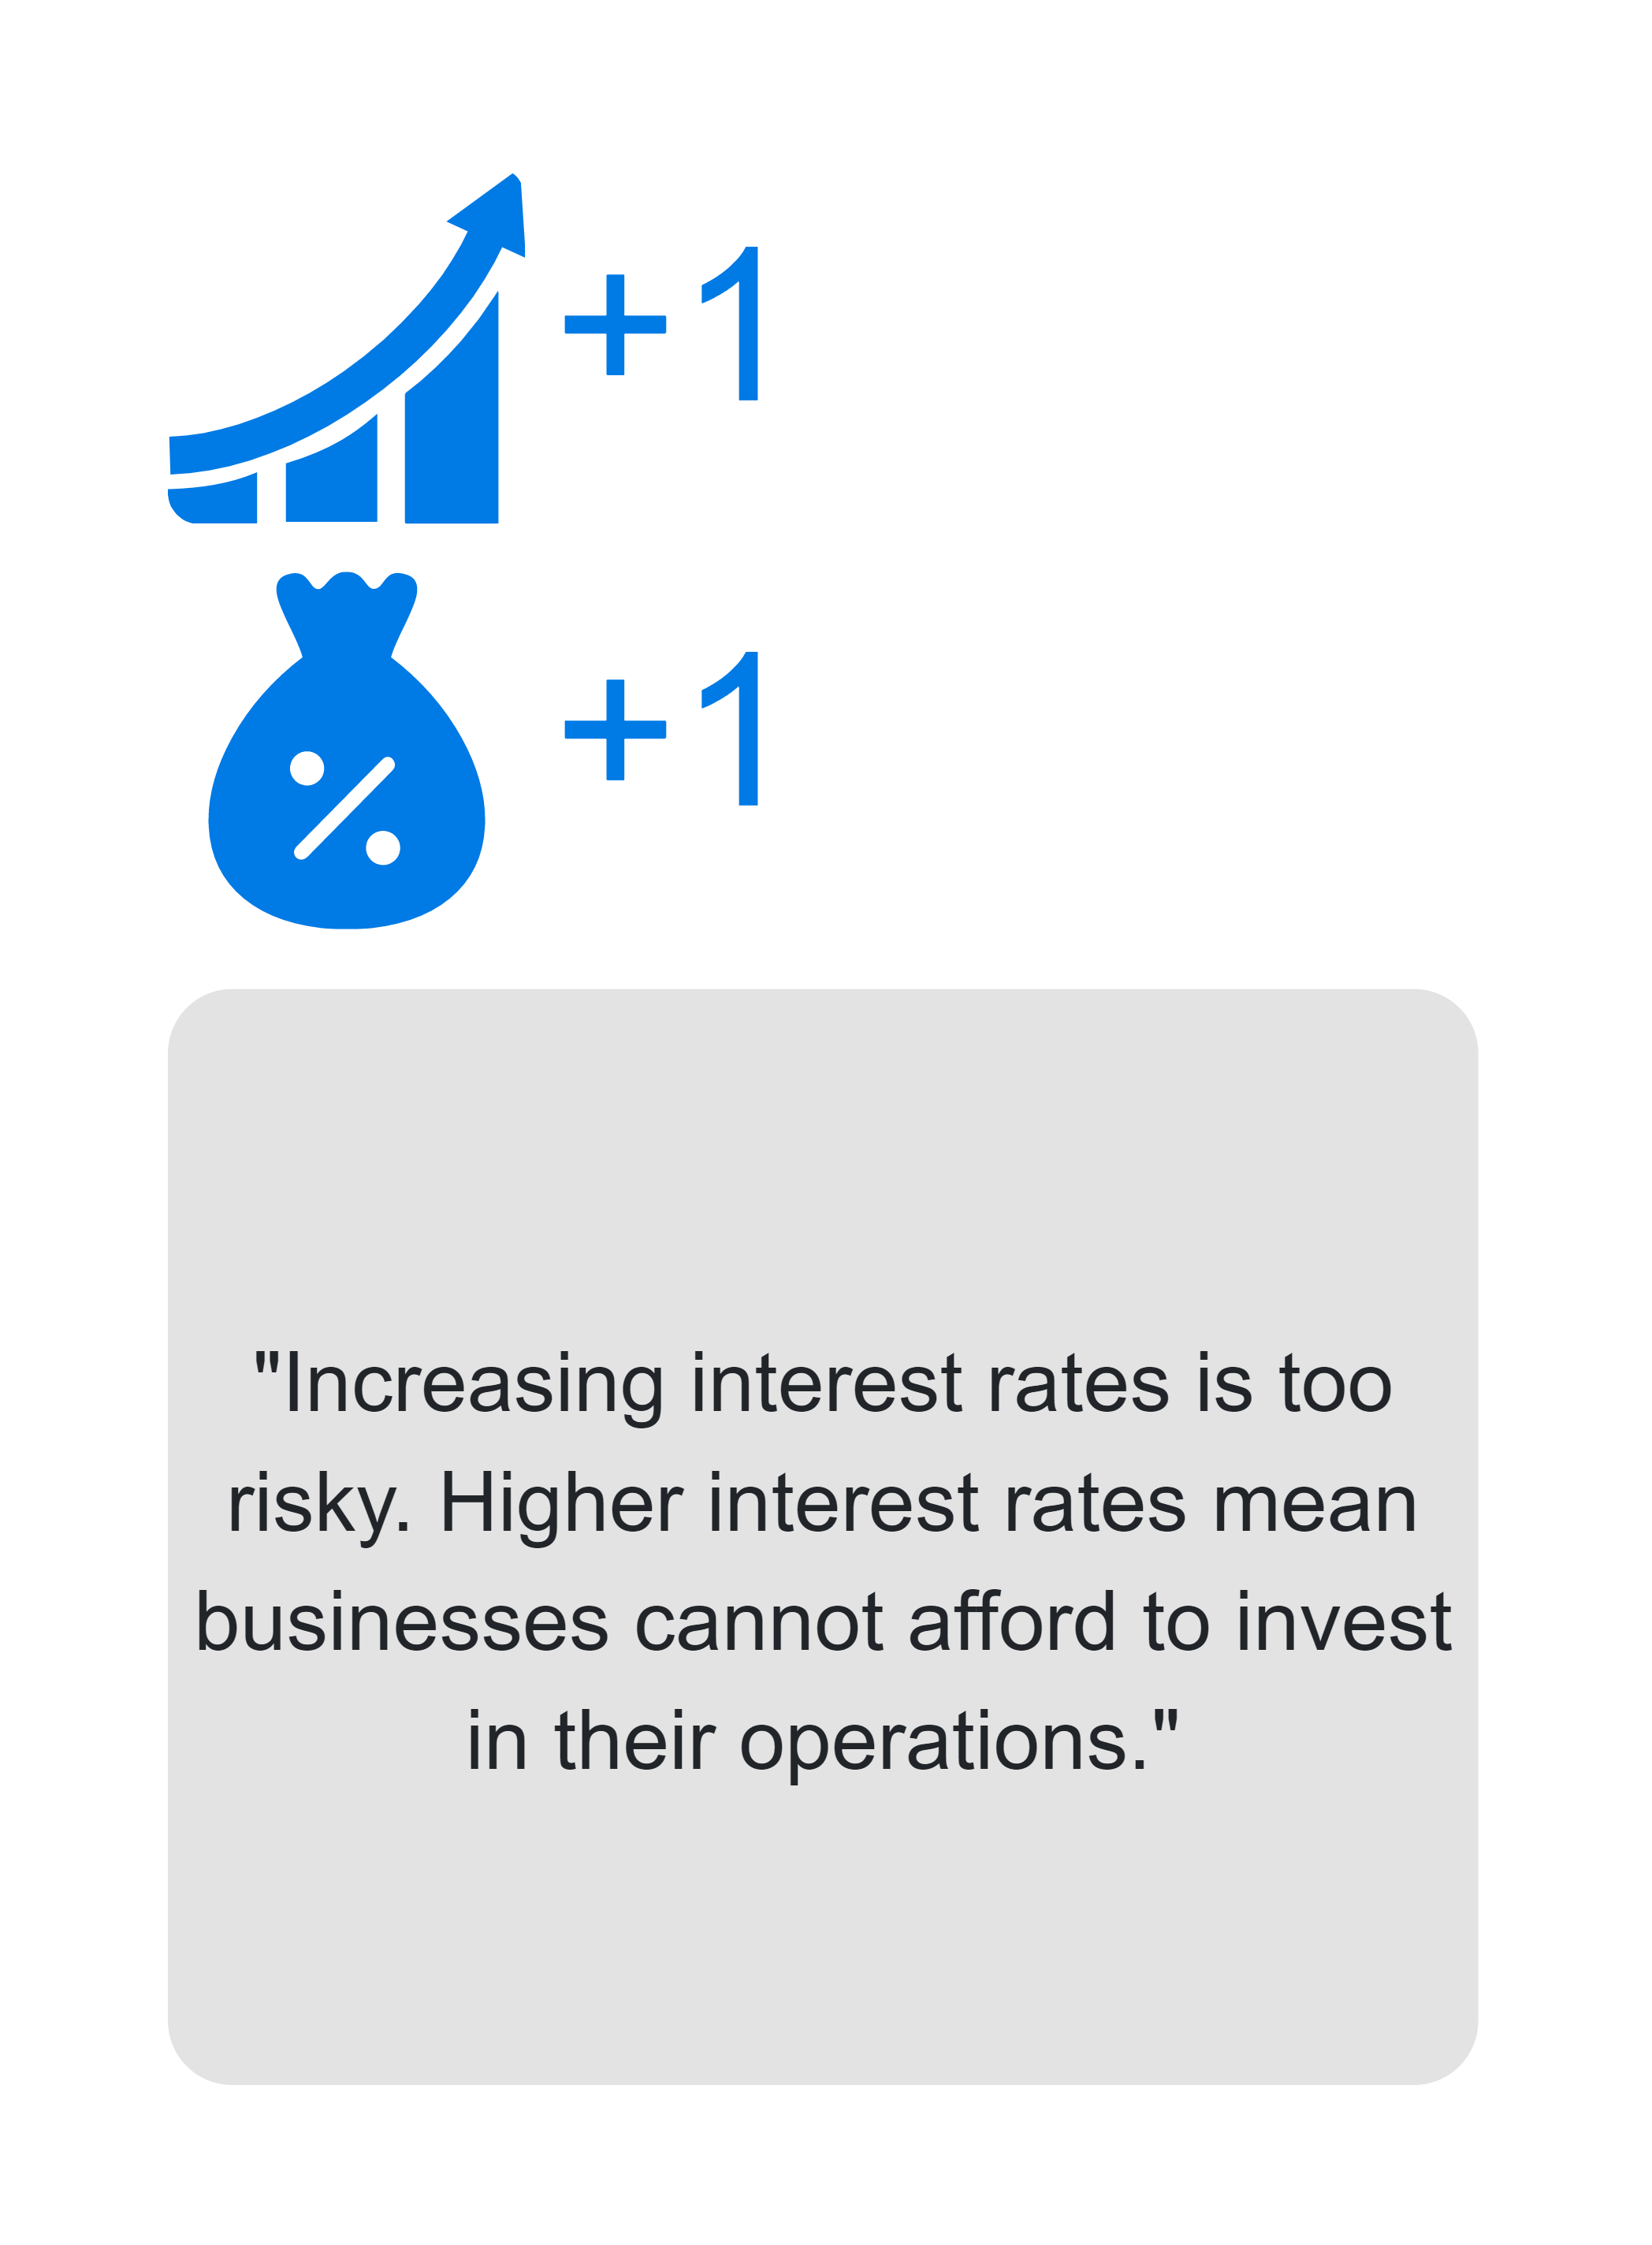 +1
%
+1
"Increasing interest rates is too
risky. Higher interest rates mean
businesses cannot afford to invest
in their operations."